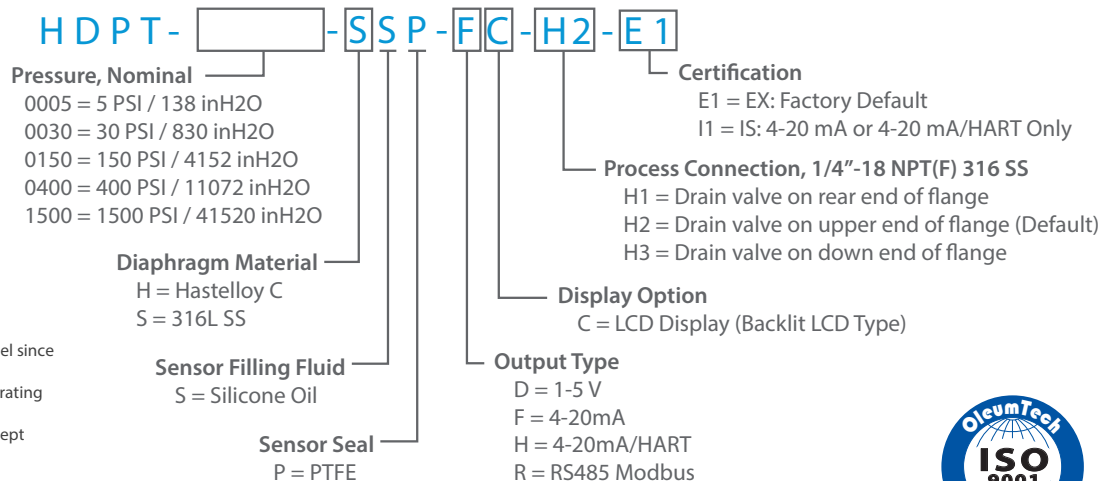 HDPT- -SSP-FC-H2-E1
Pressure, Nominal
0005 = 5 PSI / 138 inH2O
0030 = 30 PSI / 830 inH2O
0150 = 150 PSI / 4152 inH2O
0400 = 400 PSI / 11072 inH2O
1500 = 1500 PSI / 41520 inH2O
Diaphragm Material
H = Hastelloy C
S = 316L SS
Sensor Filling Fluid
S = Silicone Oil
Sensor Seal
P = PTFE
Certification
E1 = EX: Factory Default
I1 = IS: 4-20 mA or 4-20 mA/HART Only
Process Connection, 1/4"-18 NPT(F) 316 SS
H1 = Drain valve on rear end of flange
H2 = Drain valve on upper end of flange (Default)
H3 = Drain valve on down end of flange
Display Option
C = LCD Display (Backlit LCD Type)
Output Type
D = 1-5 V
F = 4-20mA
H = 4-20mA/HART
R = RS485 Modbus
since
OleumTech
ISO
9001